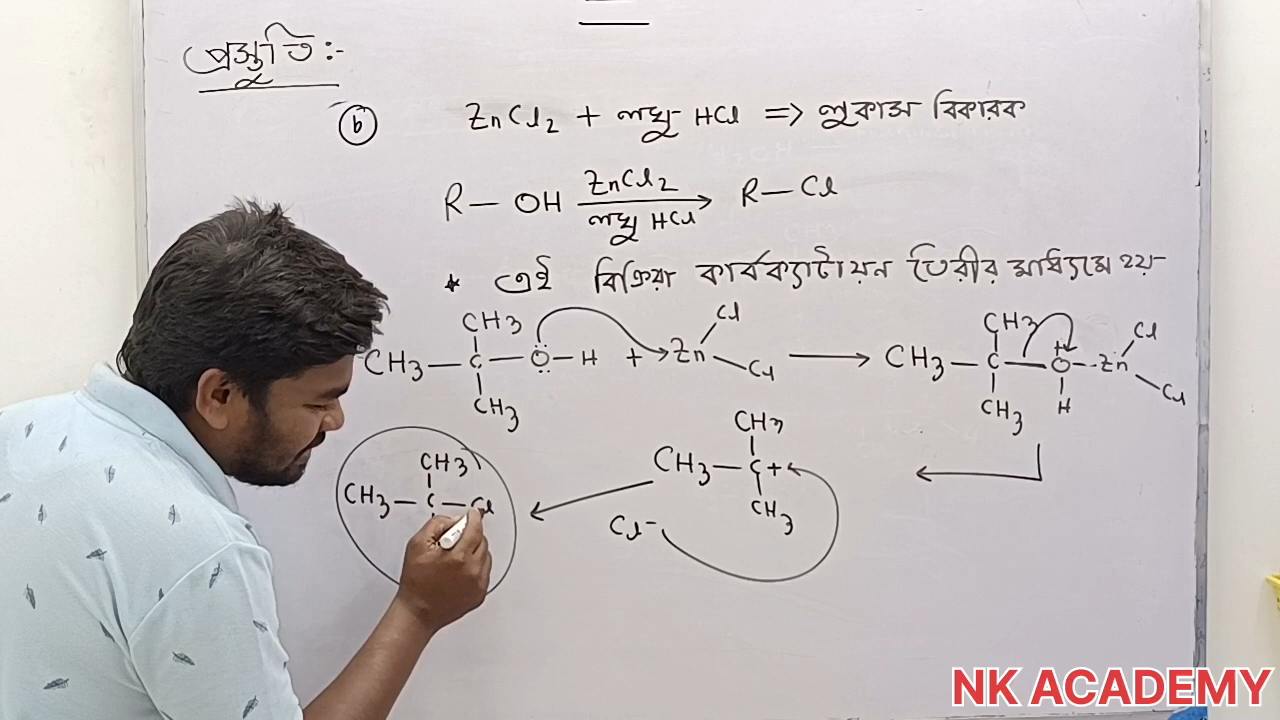 প্রস্তুতি :-
(b) ZnCl2 + লঘু HCl => লুকাস বিকারক
R — OH ZnCl2 লঘু HCl → R — Cl
* এই বিক্রিয়া কার্বক্যাটায়ন তৈরীর মাধ্যমে হয়-
CH3 Cl CH3 Cl
CH3 — C — O — H + Zn → CH3 — C — O+ --- Zn
CH3 Cl CH3 H Cl
CH3 CH3
CH3 — C — Cl ← CH3 — C+ ←
Cl- CH3
NK ACADEMY